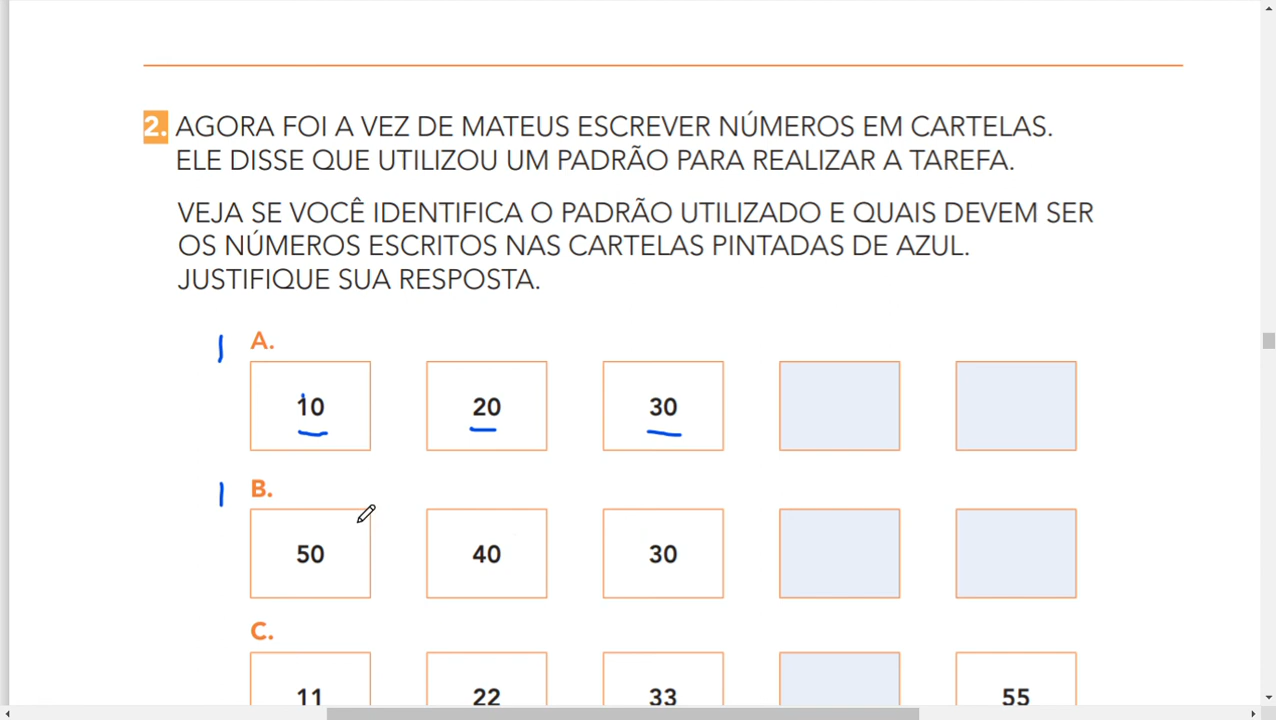 2. AGORA FOI A VEZ DE MATEUS ESCREVER NÚMEROS EM CARTELAS.
ELE DISSE QUE UTILIZOU UM PADRÃO PARA REALIZAR A TAREFA.
VEJA SE VOCÊ IDENTIFICA O PADRÃO UTILIZADO E QUAIS DEVEM SER
OS NÚMEROS ESCRITOS NAS CARTELAS PINTADAS DE AZUL.
JUSTIFIQUE SUA RESPOSTA.
A.
10 20 30
B.
50 40 30
C.
11 22 33 55